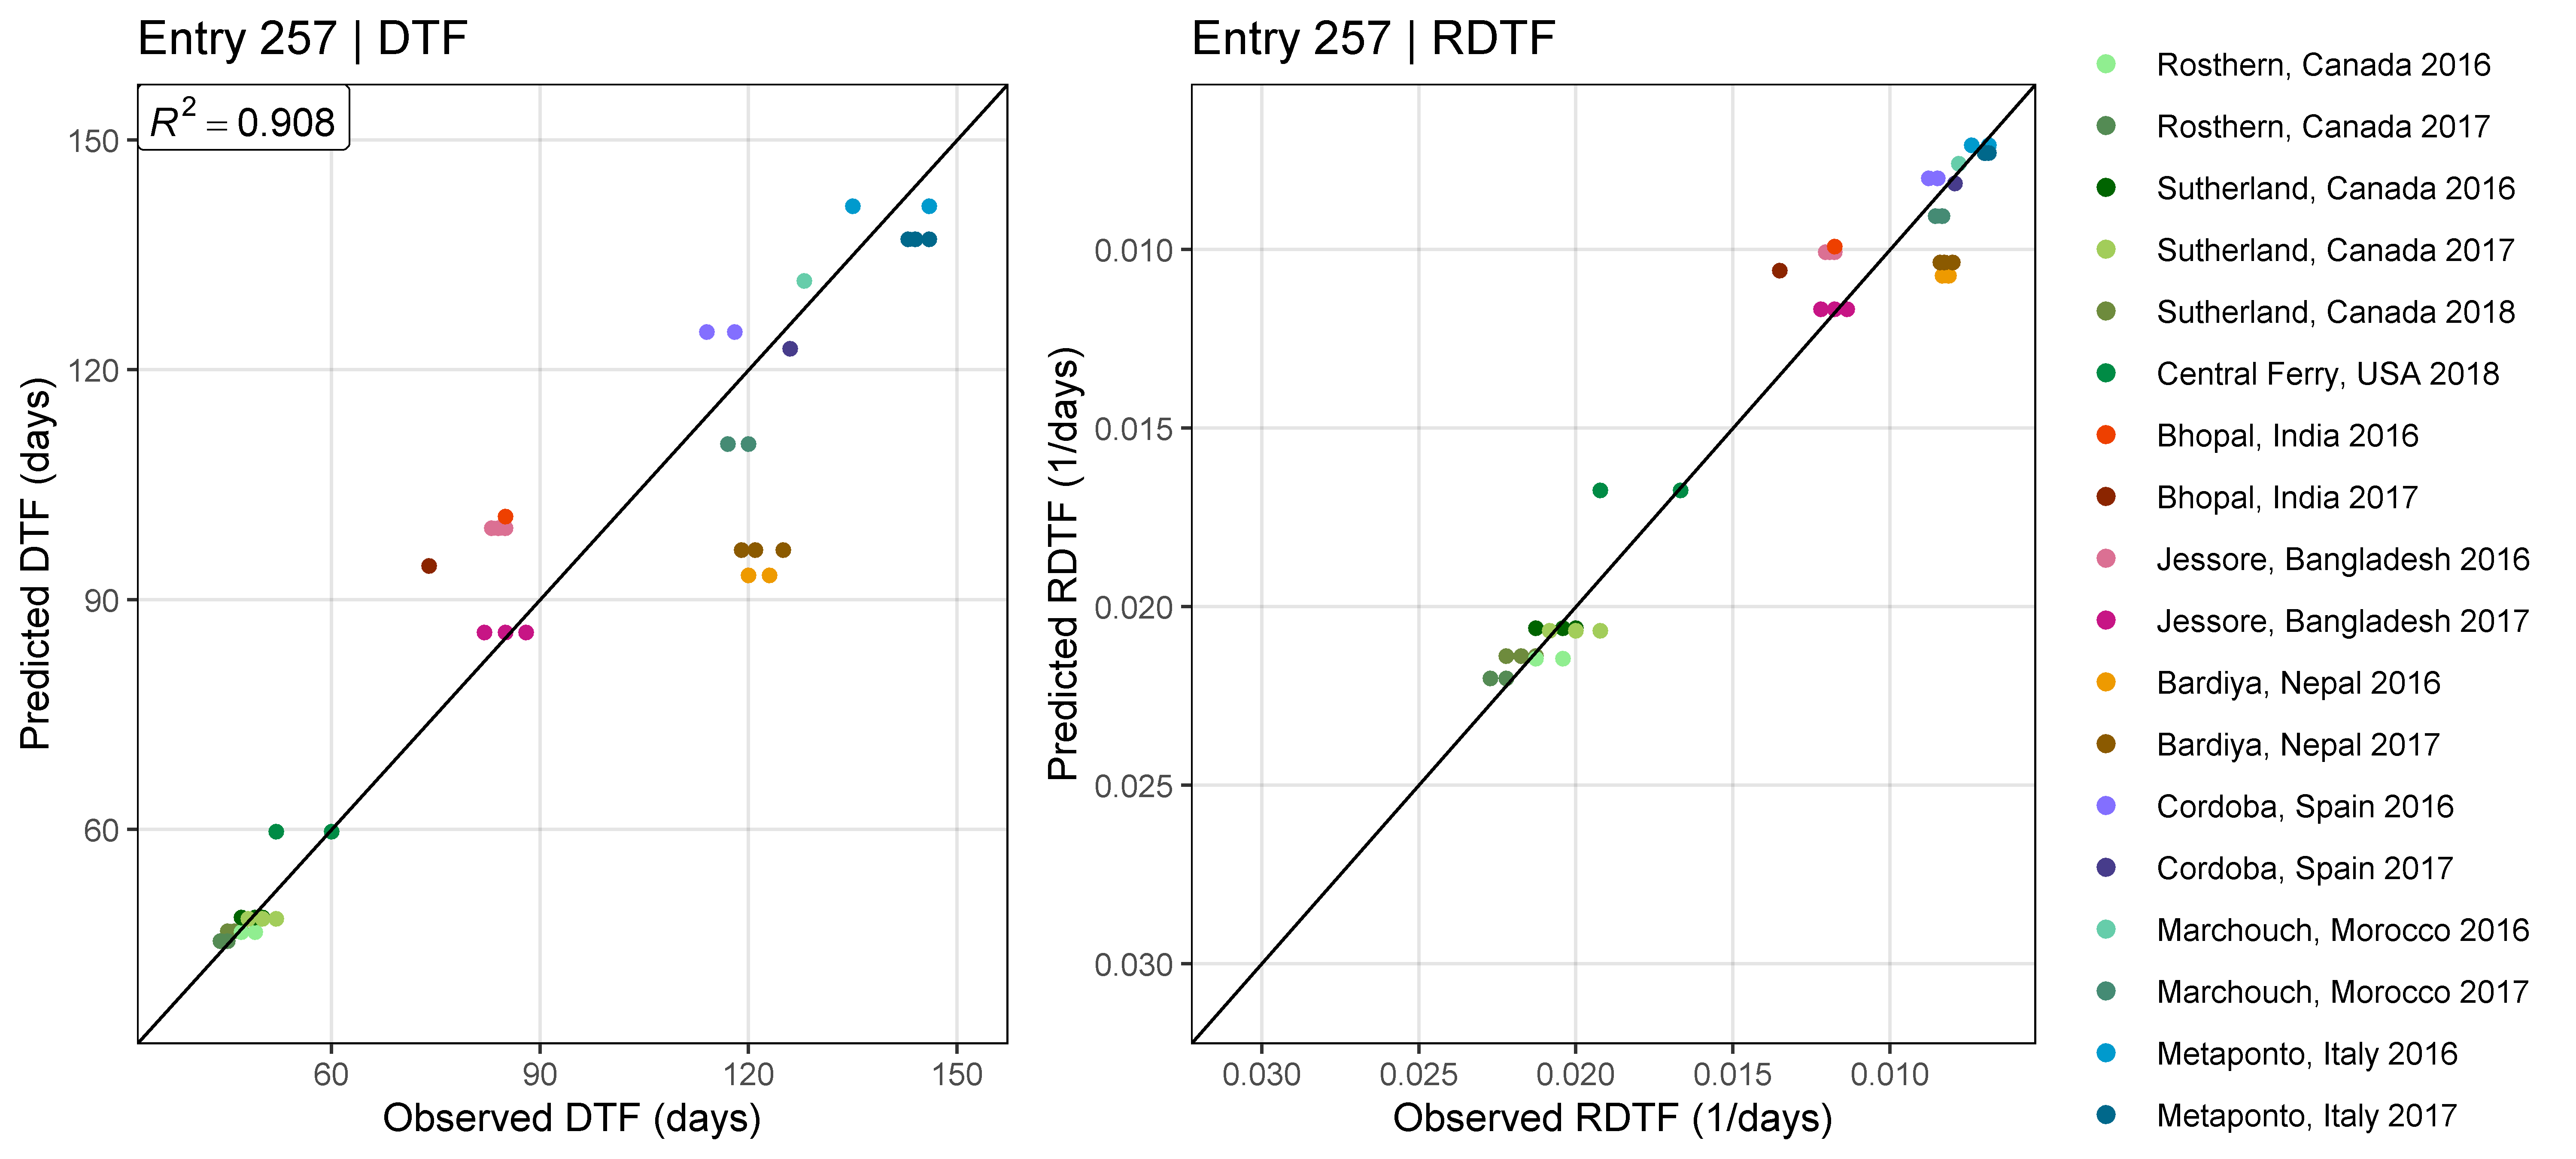 Entry 257 | DTF
R² = 0.908
150
120
90
60
Predicted DTF (days)
60 90 120 150
Observed DTF (days)
Entry 257 | RDTF
0.010
0.015
0.020
0.025
0.030
Predicted RDTF (1/days)
0.030 0.025 0.020 0.015 0.010
Observed RDTF (1/days)
Rosthern, Canada 2016
Rosthern, Canada 2017
Sutherland, Canada 2016
Sutherland, Canada 2017
Sutherland, Canada 2018
Central Ferry, USA 2018
Bhopal, India 2016
Bhopal, India 2017
Jessore, Bangladesh 2016
Jessore, Bangladesh 2017
Bardiya, Nepal 2016
Bardiya, Nepal 2017
Cordoba, Spain 2016
Cordoba, Spain 2017
Marchouch, Morocco 2016
Marchouch, Morocco 2017
Metaponto, Italy 2016
Metaponto, Italy 2017